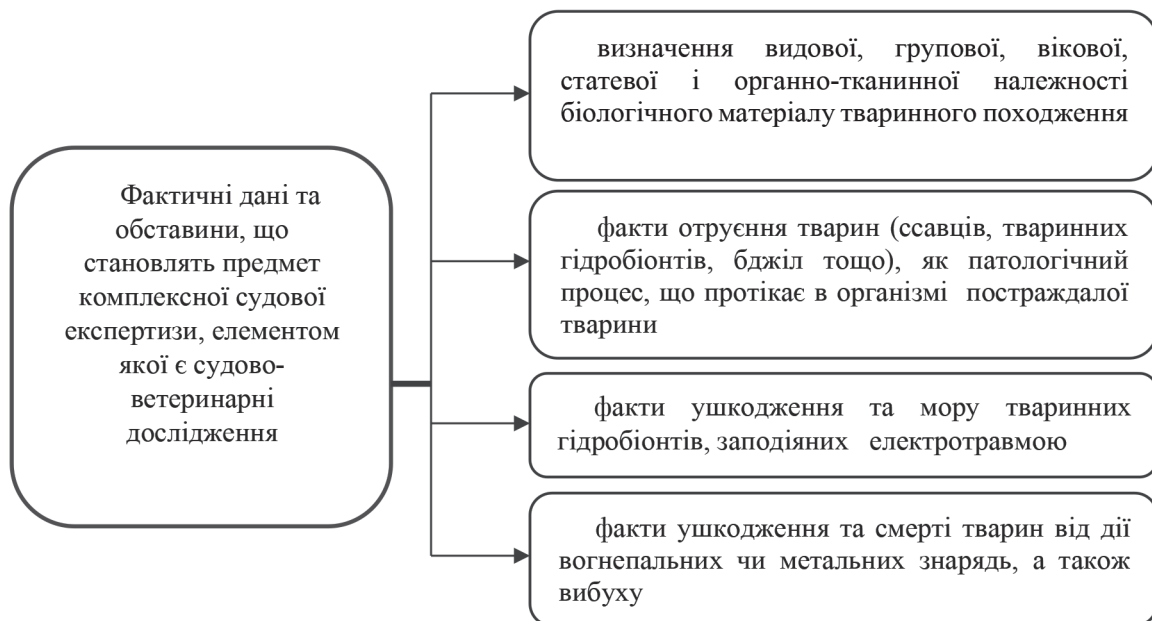 Фактичні дані та
обставини, що
становлять предмет
комплексної судової
експертизи, елементом
якої є судово-
ветеринарні
дослідження
визначення видової, групової, вікової,
статевої і органно-тканинної належності
біологічного матеріалу тваринного походження
факти отруєння тварин (ссавців, тваринних
гідробіонтів, бджіл тощо), як патологічний
процес, що протікає в організмі постраждалої
тварини
факти ушкодження та мору тваринних
гідробіонтів, заподіяних електротравмою
факти ушкодження та смерті тварин від дії
вогнепальних чи метальних знарядь, а також
вибуху